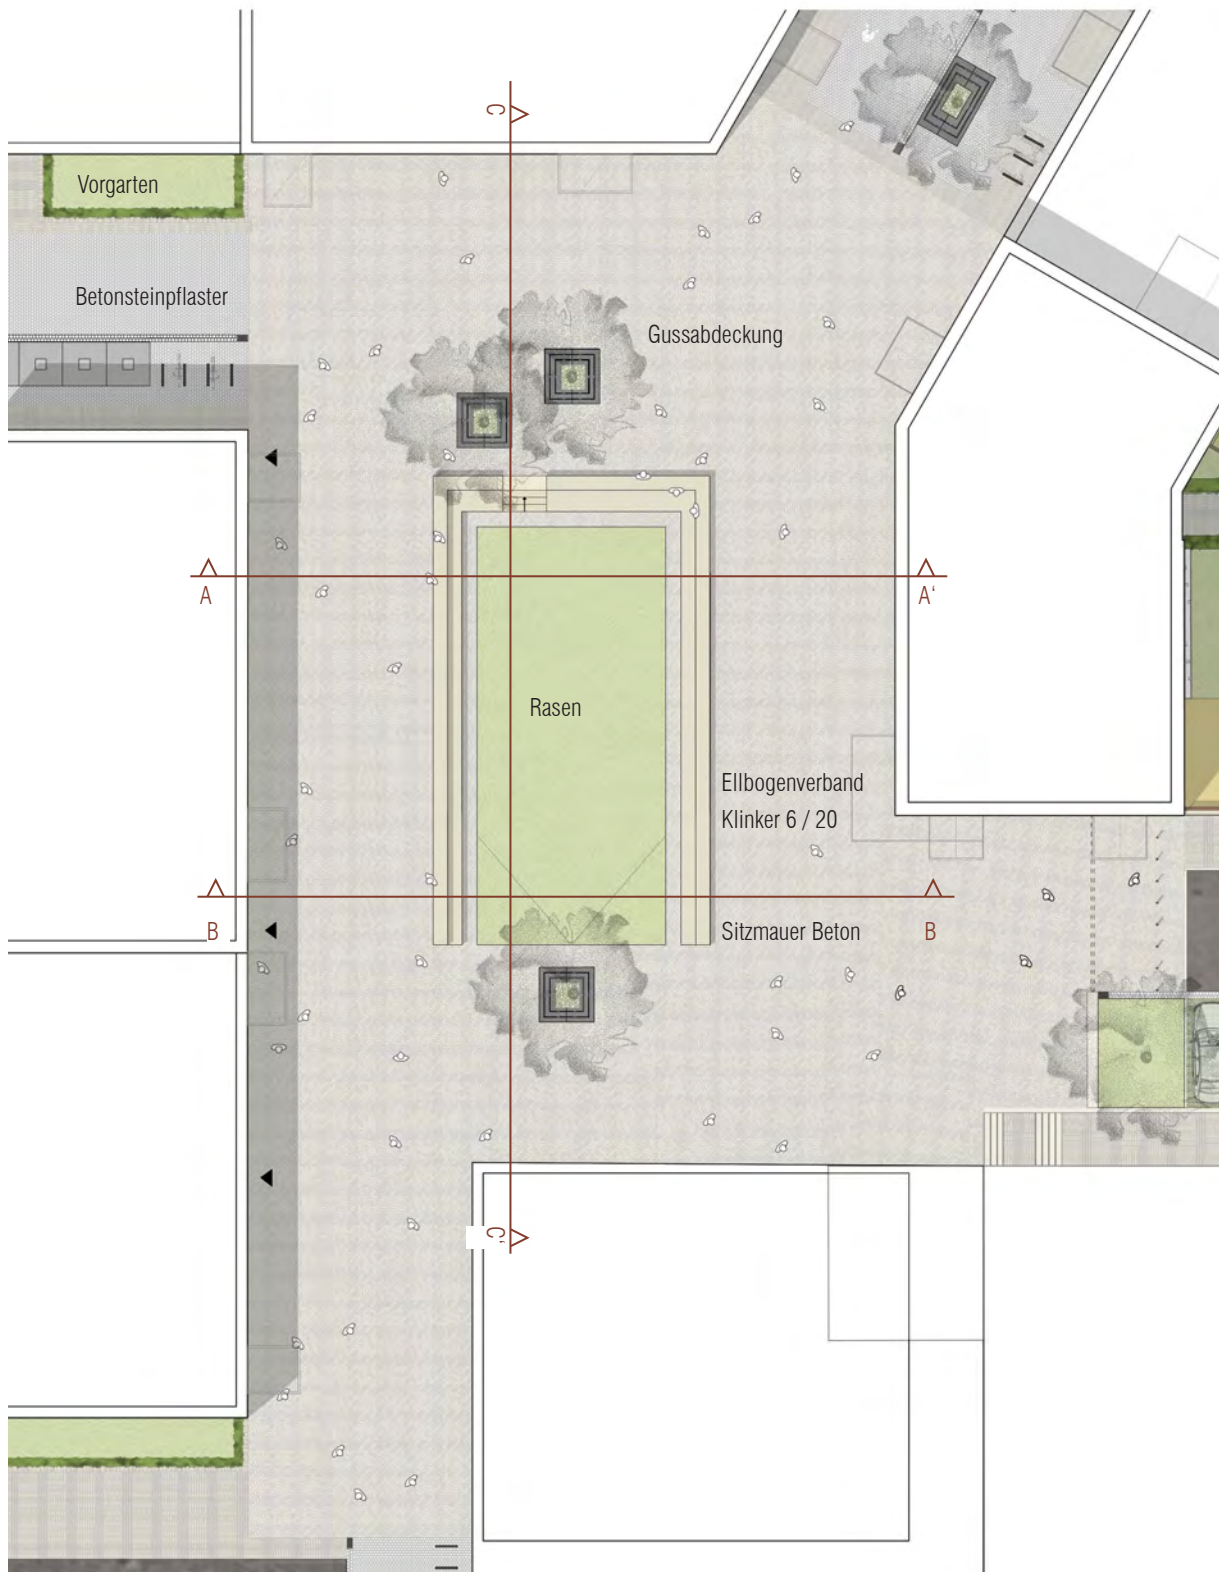 C
Vorgarten
Betonsteinpflaster
Gussabdeckung
A
A‘
Rasen
Ellbogenverband
Klinker 6 / 20
B
Sitzmauer Beton
B
C‘